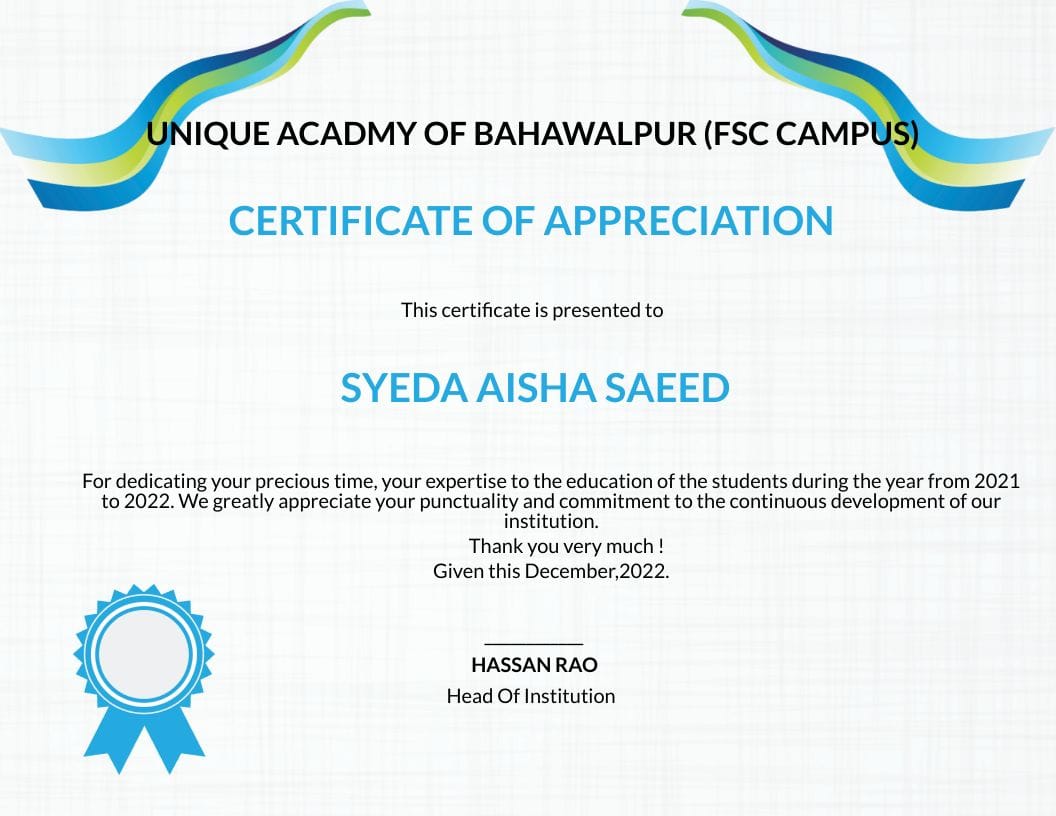 UNIQUE ACADMY OF BAHAWALPUR (FSC CAMPUS)
CERTIFICATE OF APPRECIATION
This certificate is presented to
SYEDA AISHA SAEED
For dedicating your precious time, your expertise to the education of the students during the year from 2021
to 2022. We greatly appreciate your punctuality and commitment to the continuous development of our
institution.
Thank you very much !
Given this December,2022.
HASSAN RAO
Head Of Institution